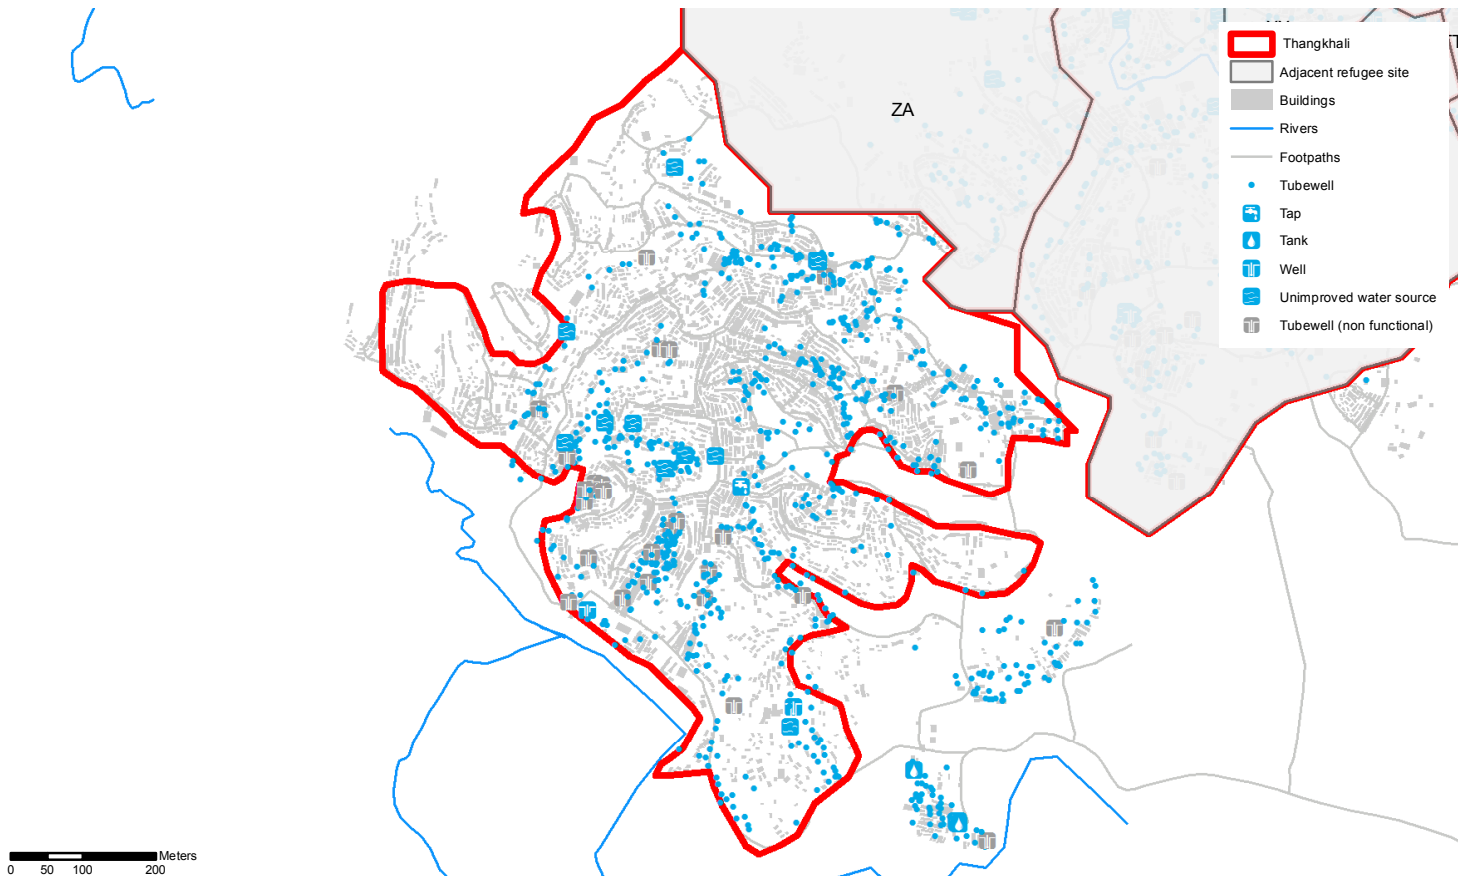 ZA
Thangkhali
Adjacent refugee site
Buildings
Rivers
Footpaths
Tubewell
Tap
Tank
Well
Unimproved water source
Tubewell (non functional)
Meters
0 50 100 200